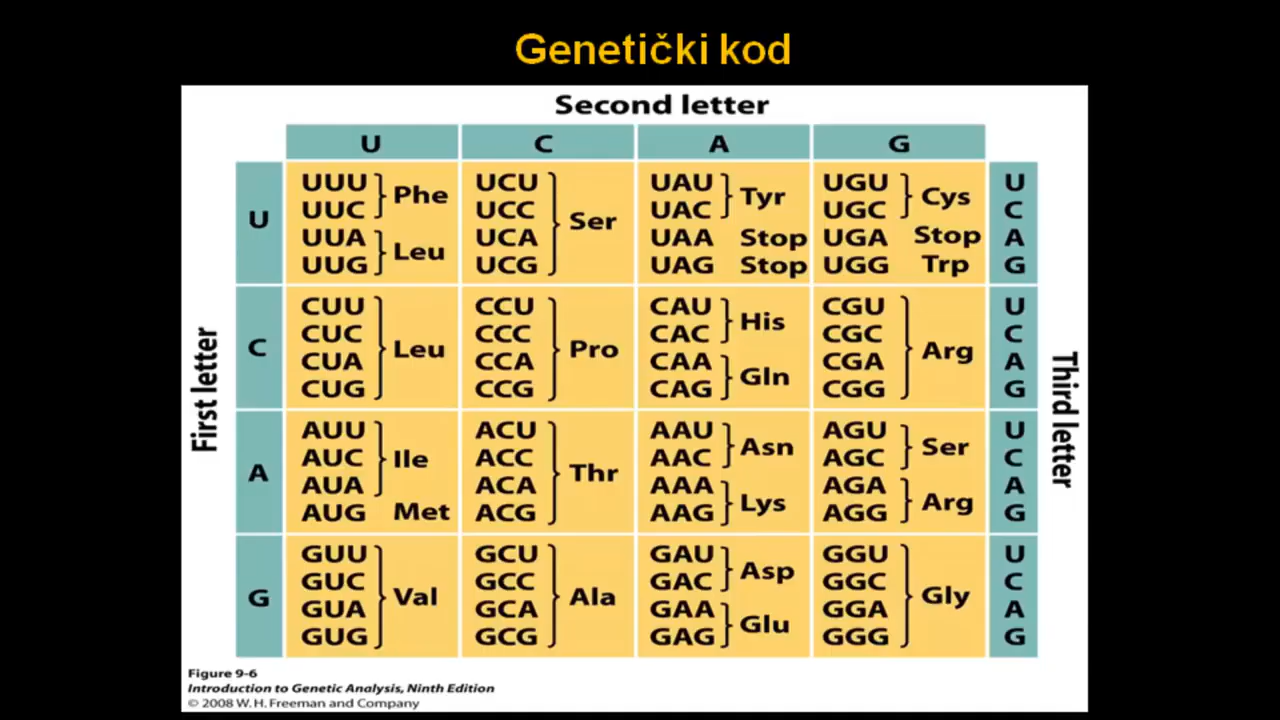 Genetički kod
Second letter
U C A G
First letter
U
UUU UUC Phe
UUA UUG Leu
UCU UCC UCA UCG Ser
UAU UAC Tyr
UAA Stop
UAG Stop
UGU UGC Cys
UGA Stop
UGG Trp
U C A G
C
CUU CUC CUA CUG Leu
CCU CCC CCA CCG Pro
CAU CAC His
CAA CAG Gln
CGU CGC CGA CGG Arg
U C A G
A
AUU AUC AUA Ile
AUG Met
ACU ACC ACA ACG Thr
AAU AAC Asn
AAA AAG Lys
AGU AGC Ser
AGA AGG Arg
U C A G
G
GUU GUC GUA GUG Val
GCU GCC GCA GCG Ala
GAU GAC Asp
GAA GAG Glu
GGU GGC GGA GGG Gly
U C A G
Third letter
Figure 9-6
Introduction to Genetic Analysis, Ninth Edition
© 2008 W. H. Freeman and Company